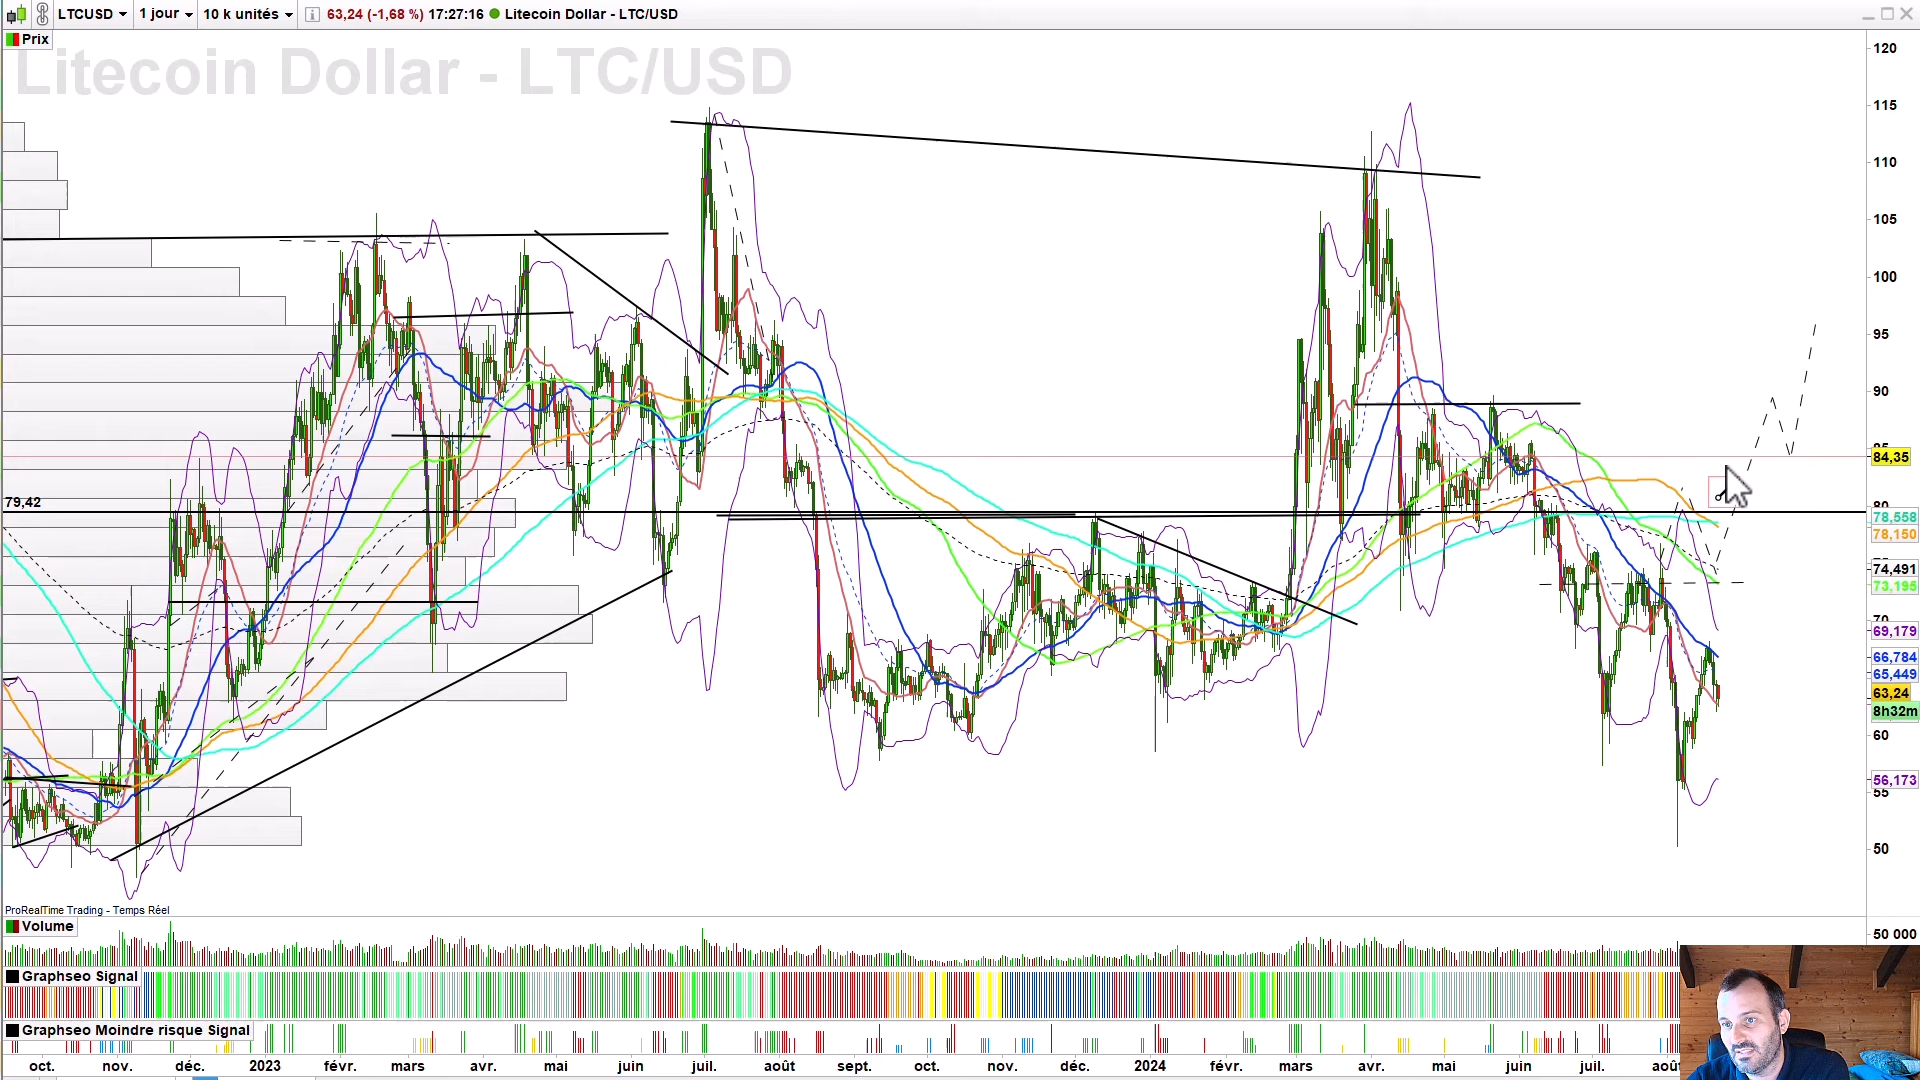 LTCUSD 1 jour 10 k unités 63,24 (-1,68 %) 17:27:16 Litecoin Dollar - LTC/USD
Prix
Litecoin Dollar - LTC/USD
120
115
110
105
100
95
90
84,35
79,42
78,558
78,150
74,491
73,195
69,179
66,784
65,449
63,24
8h32m
60
56,173
55
50
ProRealTime Trading - Temps Réel
Volume
50 000
Graphseo Signal
Graphseo Moindre risque Signal
oct. nov. déc. 2023 févr. mars avr. mai juin juil. août sept. oct. nov. déc. 2024 févr. mars avr. mai juin juil. août